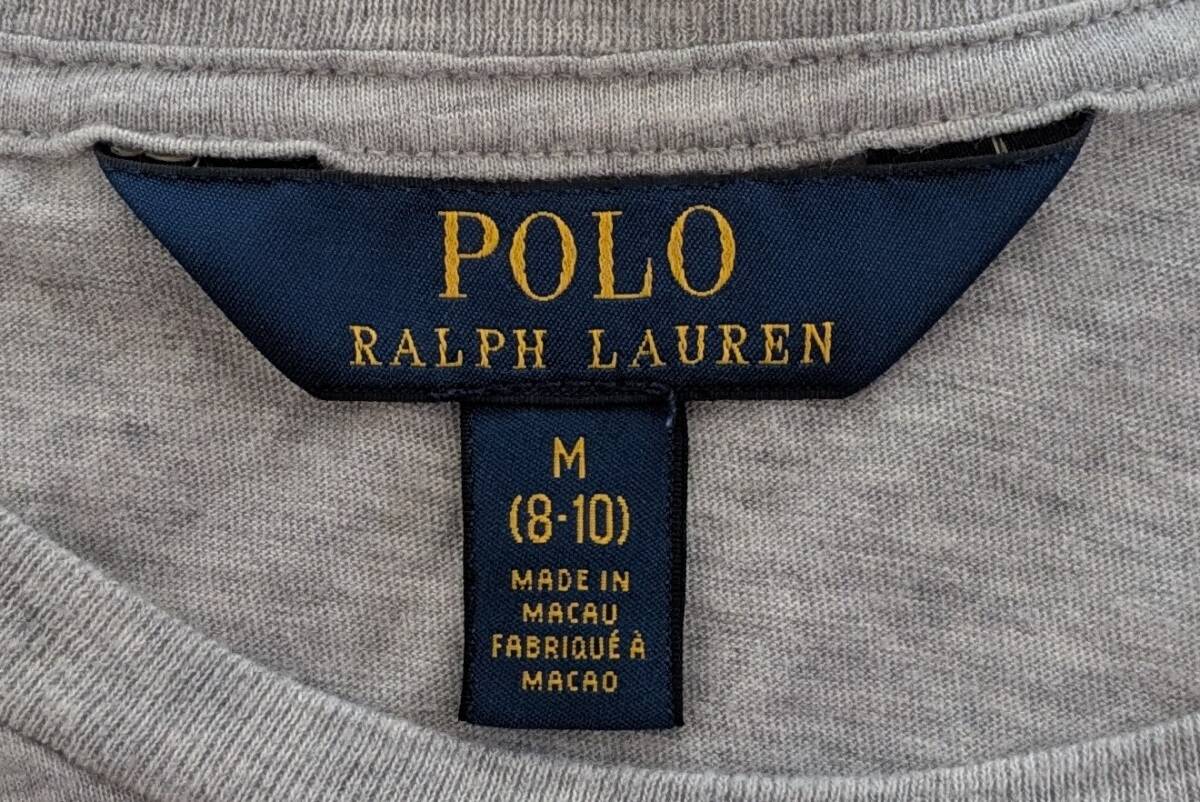 POLO
RALPH LAUREN
M
(8-10)
MADE IN
MACAU
FABRIQUÉ À
MACAO